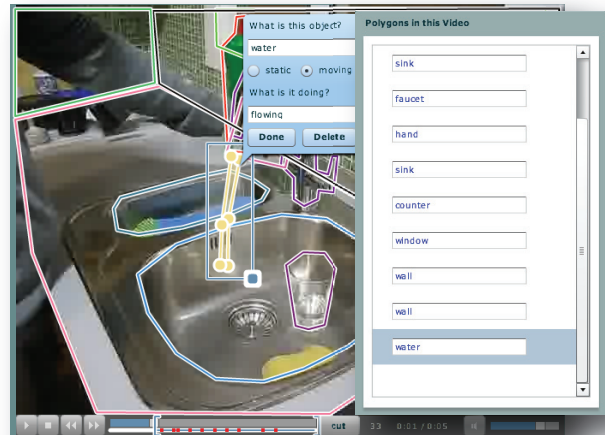 What is this object?
water
static
moving
What is it doing?
flowing
Done
Delete
Polygons in this Video
sink
faucet
hand
sink
counter
window
wall
wall
water
cut
33
0:01 / 0:05